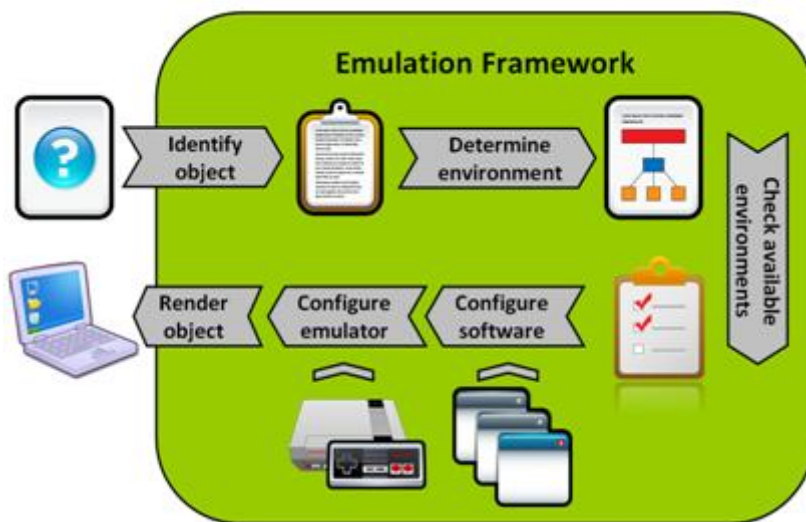 Emulation Framework
Identify
object
Determine
environment
Check available
environments
Render
object
Configure
emulator
Configure
software